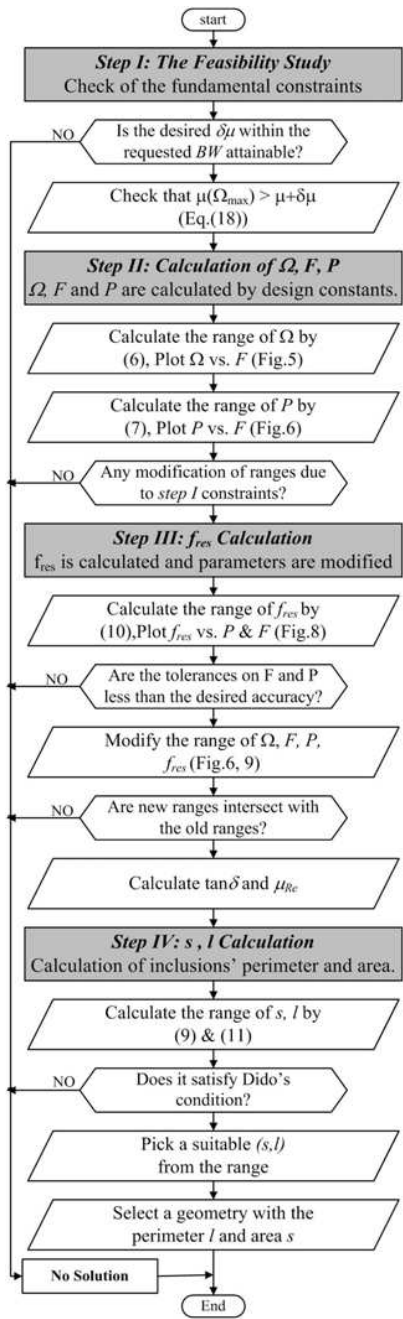 start
Step I: The Feasibility Study
Check of the fundamental constraints
NO
Is the desired δμ within the
requested BW attainable?
Check that μ(Ωmax) > μ+δμ
(Eq.(18))
Step II: Calculation of Ω, F, P
Ω, F and P are calculated by design constants.
Calculate the range of Ω by
(6), Plot Ω vs. F (Fig.5)
Calculate the range of P by
(7), Plot P vs. F (Fig.6)
NO
Any modification of ranges due
to step I constraints?
Step III: fres Calculation
fres is calculated and parameters are modified
Calculate the range of fres by
(10),Plot fres vs. P & F (Fig.8)
NO
Are the tolerances on F and P
less than the desired accuracy?
Modify the range of Ω, F, P,
fres (Fig.6, 9)
NO
Are new ranges intersect with
the old ranges?
Calculate tanδ and μRe
Step IV: s , l Calculation
Calculation of inclusions' perimeter and area.
Calculate the range of s, l by
(9) & (11)
NO
Does it satisfy Dido's
condition?
Pick a suitable (s,l)
from the range
Select a geometry with the
perimeter l and area s
No Solution
End